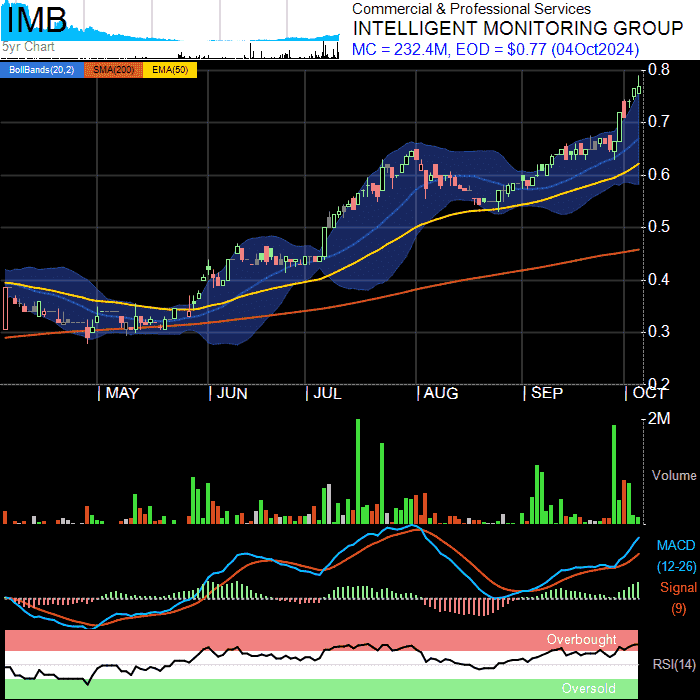 IMB
5yr Chart
Commercial & Professional Services
INTELLIGENT MONITORING GROUP
MC = 232.4M, EOD = $0.77 (04Oct2024)
BollBands(20,2) SMA(200) EMA(50)
0.8
0.7
0.6
0.5
0.4
0.3
0.2
MAY JUN JUL AUG SEP OCT
2M
Volume
MACD
(12-26)
Signal
(9)
Overbought
RSI(14)
Oversold